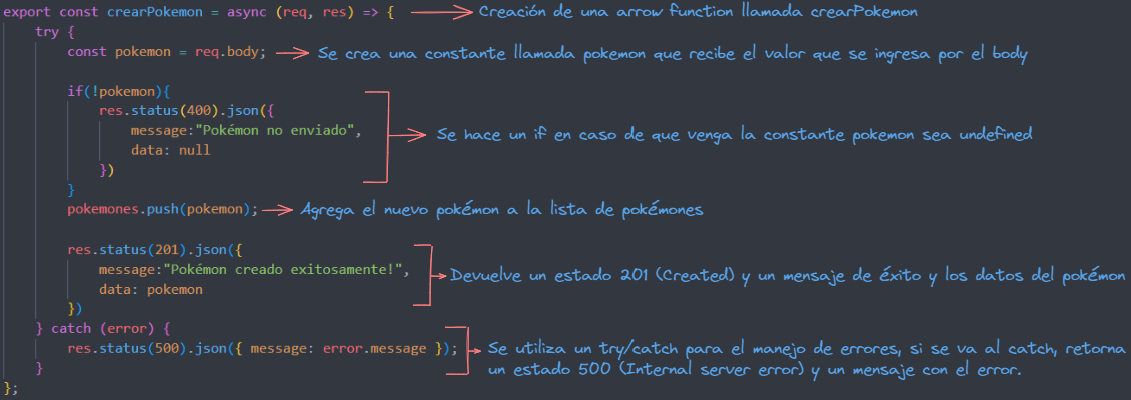 export const crearPokemon = async (req, res) => { Creación de una arrow function llamada crearPokemon
try {
const pokemon = req.body; Se crea una constante llamada pokemon que recibe el valor que se ingresa por el body
if(!pokemon){
res.status(400).json({
message:"Pokémon no enviado", Se hace un if en caso de que venga la constante pokemon sea undefined
data: null
})
}
pokemones.push(pokemon); Agrega el nuevo pokémon a la lista de pokémones
res.status(201).json({
message:"Pokémon creado exitosamente!", Devuelve un estado 201 (Created) y un mensaje de éxito y los datos del pokémon
data: pokemon
})
} catch (error) {
res.status(500).json({ message: error.message }); Se utiliza un try/catch para el manejo de errores, si se va al catch, retorna
} un estado 500 (Internal server error) y un mensaje con el error.
};